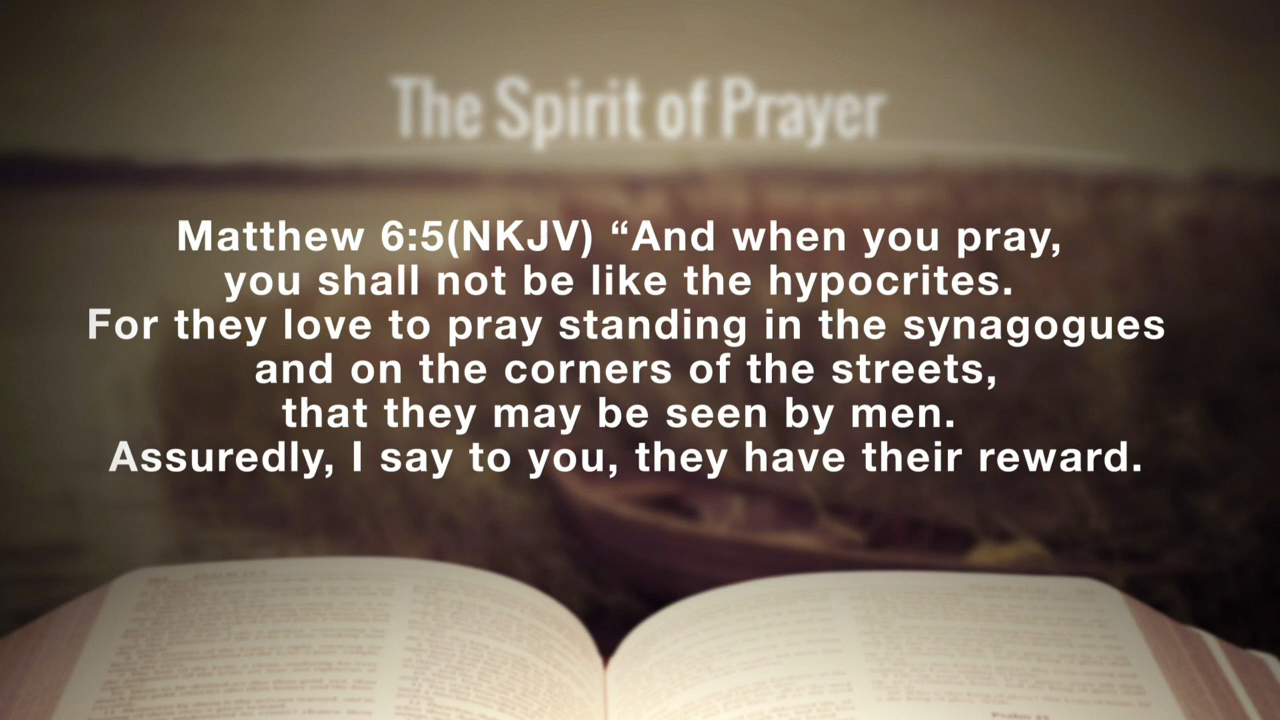 The Spirit of Prayer
Matthew 6:5(NKJV) “And when you pray,
you shall not be like the hypocrites.
For they love to pray standing in the synagogues
and on the corners of the streets,
that they may be seen by men.
Assuredly, I say to you, they have their reward.